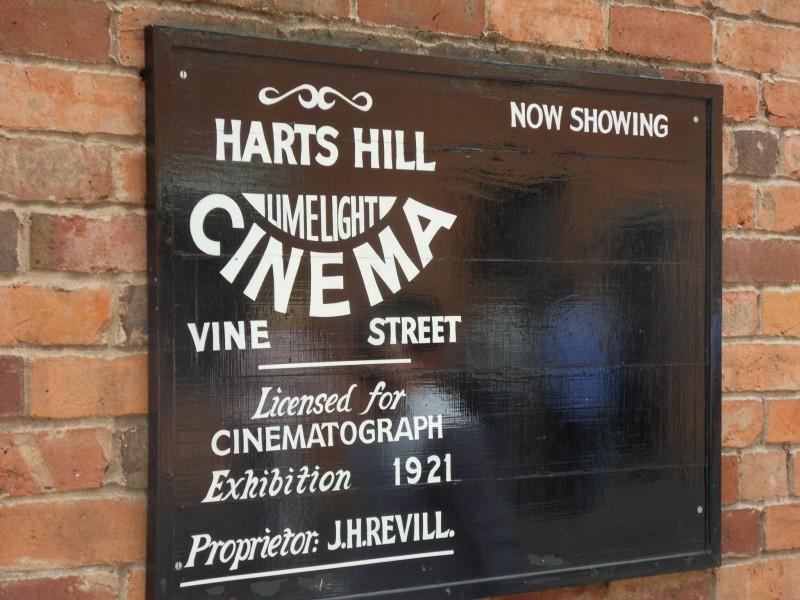 HARTS HILL
LIMELIGHT
CINEMA
VINE STREET
Licensed for
CINEMATOGRAPH
Exhibition 1921
Proprietor: J.H.REVILL.
NOW SHOWING